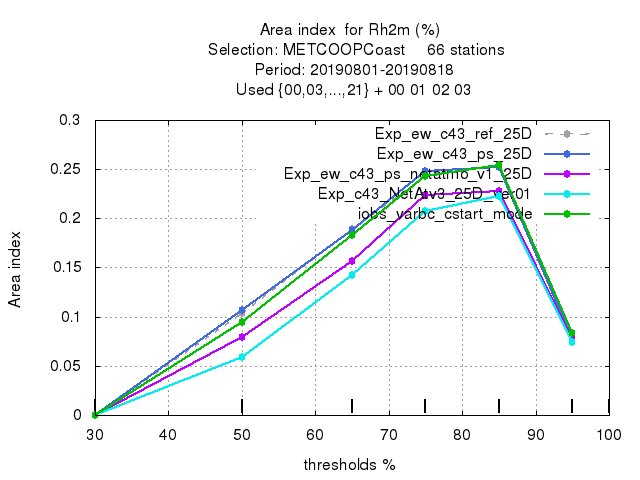 Area index  for Rh2m (%)
Selection: METCOOPCoast     66 stations
Period: 20190801-20190818
Used {00,03,...,21} + 00 01 02 03
0.3
0.25
0.2
0.15
0.1
0.05
0
Area index
Exp_ew_c43_ref_25D
Exp_ew_c43_ps_25D
Exp_ew_c43_ps_netatmo_v1_25D
Exp_c43_NetAtv3_25D_ver01
iobs_varbc_cstart_mode
30 40 50 60 70 80 90 100
thresholds %